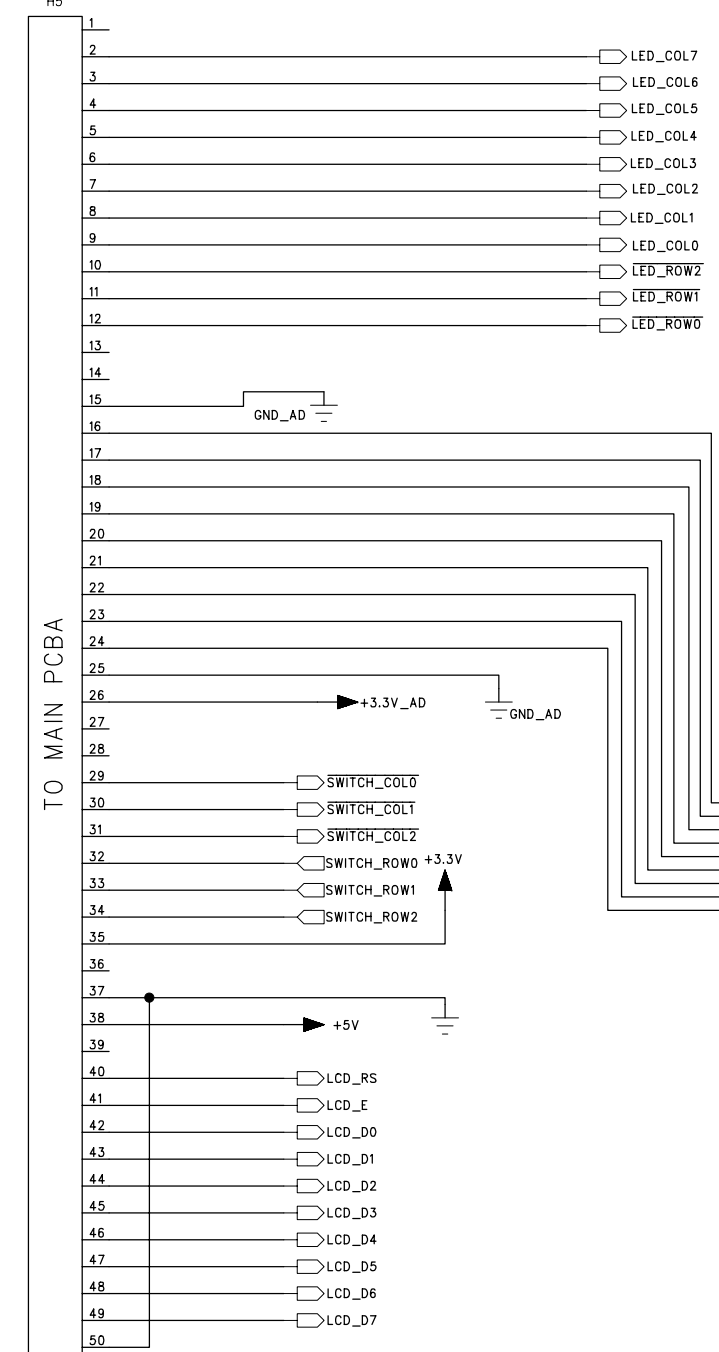 H5
1
2 LED_COL7
3 LED_COL6
4 LED_COL5
5 LED_COL4
6 LED_COL3
7 LED_COL2
8 LED_COL1
9 LED_COL0
10 LED_ROW2
11 LED_ROW1
12 LED_ROW0
13
14
15 GND_AD
16
17
18
19
20
21
22
23
24
25 GND_AD
26 +3.3V_AD
27
28
29 SWITCH_COL0
30 SWITCH_COL1
31 SWITCH_COL2
32 SWITCH_ROW0 +3.3V
33 SWITCH_ROW1
34 SWITCH_ROW2
35
36
37
38 +5V
39
40 LCD_RS
41 LCD_E
42 LCD_D0
43 LCD_D1
44 LCD_D2
45 LCD_D3
46 LCD_D4
47 LCD_D5
48 LCD_D6
49 LCD_D7
50
TO MAIN PCBA